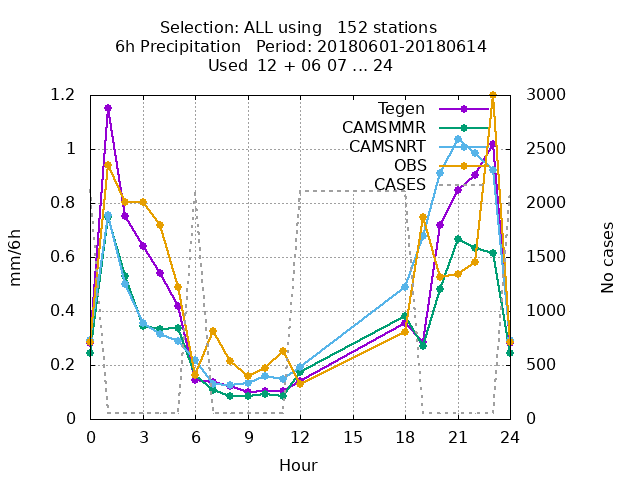 Selection: ALL using   152 stations
6h Precipitation   Period: 20180601-20180614
Used  12 + 06 07 ... 24
Tegen
CAMSMMR
CAMSNRT
OBS
CASES
mm/6h
1.2
1
0.8
0.6
0.4
0.2
0
3000
2500
2000
1500
1000
500
0
No cases
0 3 6 9 12 15 18 21 24
Hour